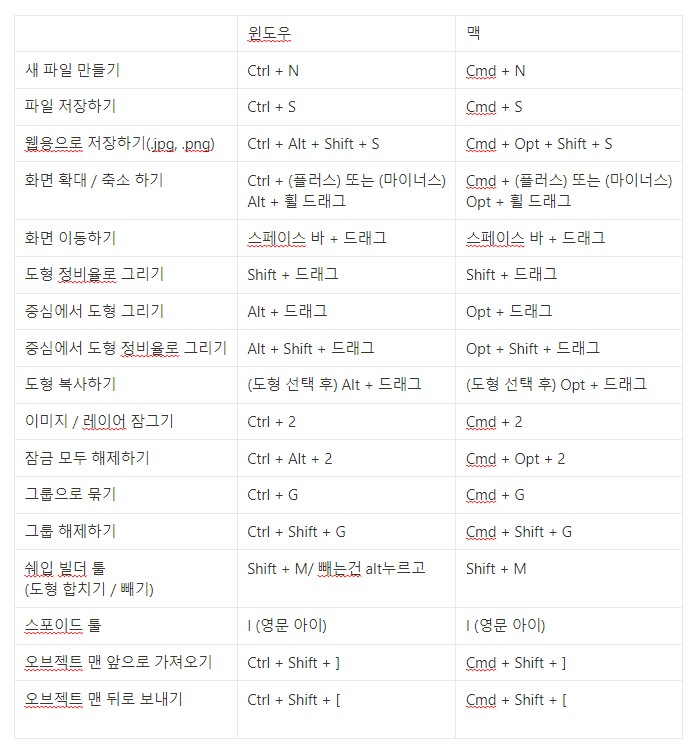 윈도우 맥
새 파일 만들기 Ctrl + N Cmd + N
파일 저장하기 Ctrl + S Cmd + S
웹용으로 저장하기(.jpg, .png) Ctrl + Alt + Shift + S Cmd + Opt + Shift + S
화면 확대 / 축소 하기 Ctrl + (플러스) 또는 (마이너스) Cmd + (플러스) 또는 (마이너스)
Alt + 휠 드래그 Opt + 휠 드래그
화면 이동하기 스페이스 바 + 드래그 스페이스 바 + 드래그
도형 정비율로 그리기 Shift + 드래그 Shift + 드래그
중심에서 도형 그리기 Alt + 드래그 Opt + 드래그
중심에서 도형 정비율로 그리기 Alt + Shift + 드래그 Opt + Shift + 드래그
도형 복사하기 (도형 선택 후) Alt + 드래그 (도형 선택 후) Opt + 드래그
이미지 / 레이어 잠그기 Ctrl + 2 Cmd + 2
잠금 모두 해제하기 Ctrl + Alt + 2 Cmd + Opt + 2
그룹으로 묶기 Ctrl + G Cmd + G
그룹 해제하기 Ctrl + Shift + G Cmd + Shift + G
쉐입 빌더 툴 Shift + M/ 빼는건 alt누르고 Shift + M
(도형 합치기 / 빼기)
스포이드 툴 I (영문 아이) I (영문 아이)
오브젝트 맨 앞으로 가져오기 Ctrl + Shift + ] Cmd + Shift + ]
오브젝트 맨 뒤로 보내기 Ctrl + Shift + [ Cmd + Shift + [